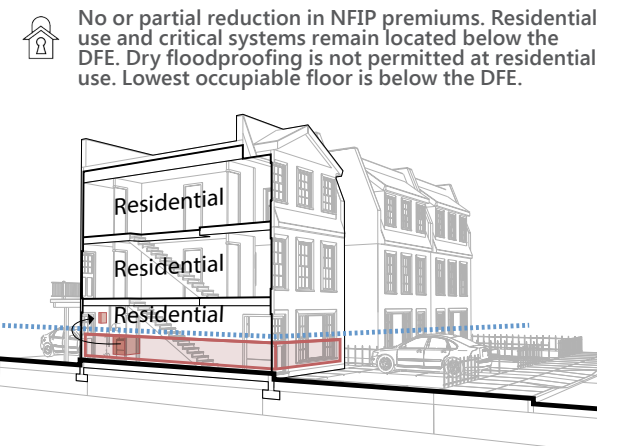 No or partial reduction in NFIP premiums. Residential
use and critical systems remain located below the
DFE. Dry floodproofing is not permitted at residential
use. Lowest occupiable floor is below the DFE.
Residential
Residential
Residential